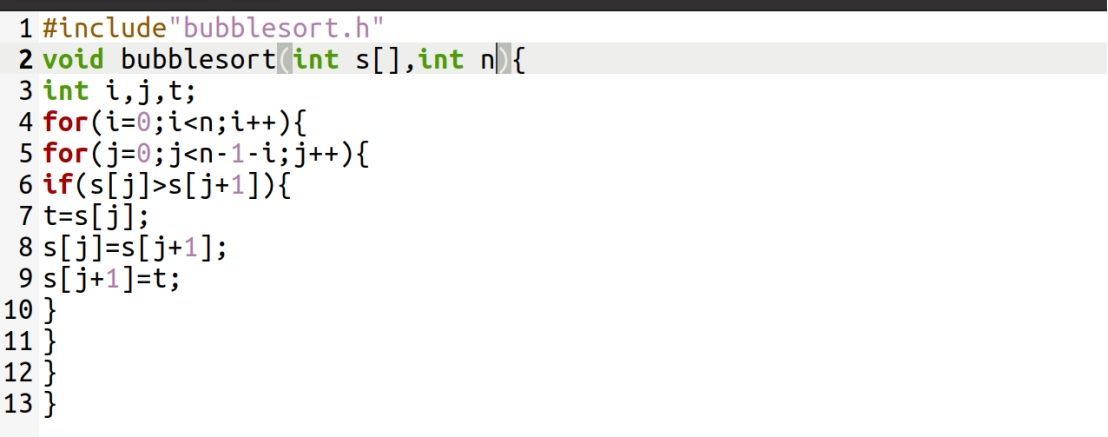 1 #include"bubblesort.h"
2 void bubblesort(int s[],int n){
3 int i,j,t;
4 for(i=0;i<n;i++){
5 for(j=0;j<n-1-i;j++){
6 if(s[j]>s[j+1]){
7 t=s[j];
8 s[j]=s[j+1];
9 s[j+1]=t;
10 }
11 }
12 }
13 }